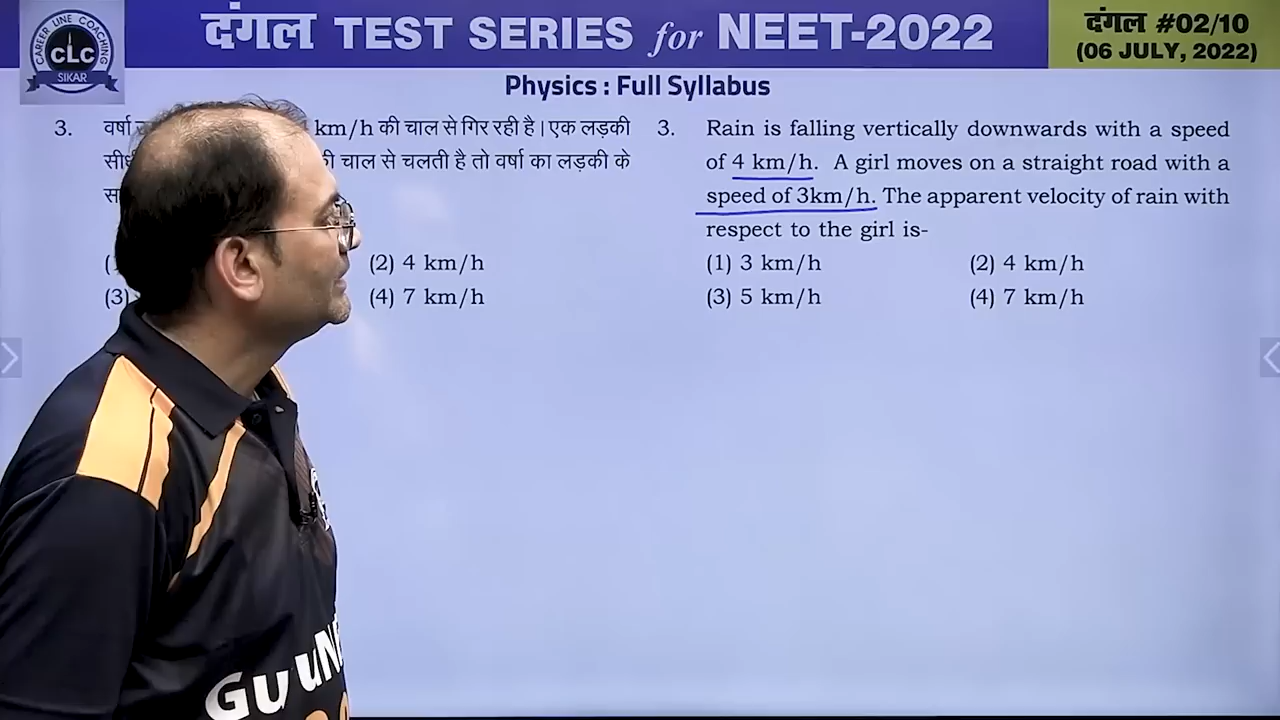 दंगल TEST SERIES for NEET-2022
दंगल #02/10
(06 JULY, 2022)
CAREER LINE COACHING
CLC
SIKAR
Physics : Full Syllabus
3. वर्षा km/h की चाल से गिर रही है। एक लड़की
चाल से चलती है तो वर्षा का लड़की के
(2) 4 km/h
(3) (4) 7 km/h
3. Rain is falling vertically downwards with a speed
of 4 km/h. A girl moves on a straight road with a
speed of 3km/h. The apparent velocity of rain with
respect to the girl is-
(1) 3 km/h (2) 4 km/h
(3) 5 km/h (4) 7 km/h